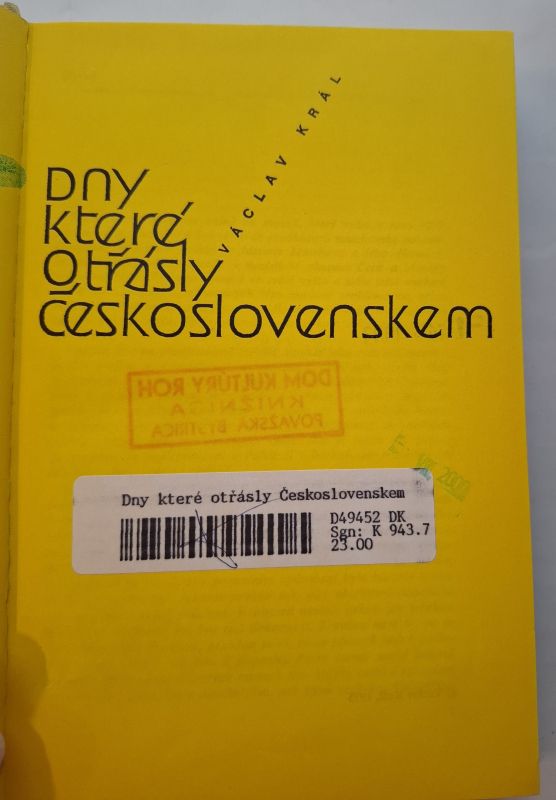 VÁCLAV KRÁL
Dny
které
otřásly
Československem
DOM KULTÚRY ROH
KNIŽNICA
POVAŽSKÁ BYSTRICA
VII. 2000
Dny které otřásly Československem
D49452 DK
Sgn: K 943.7
23.00